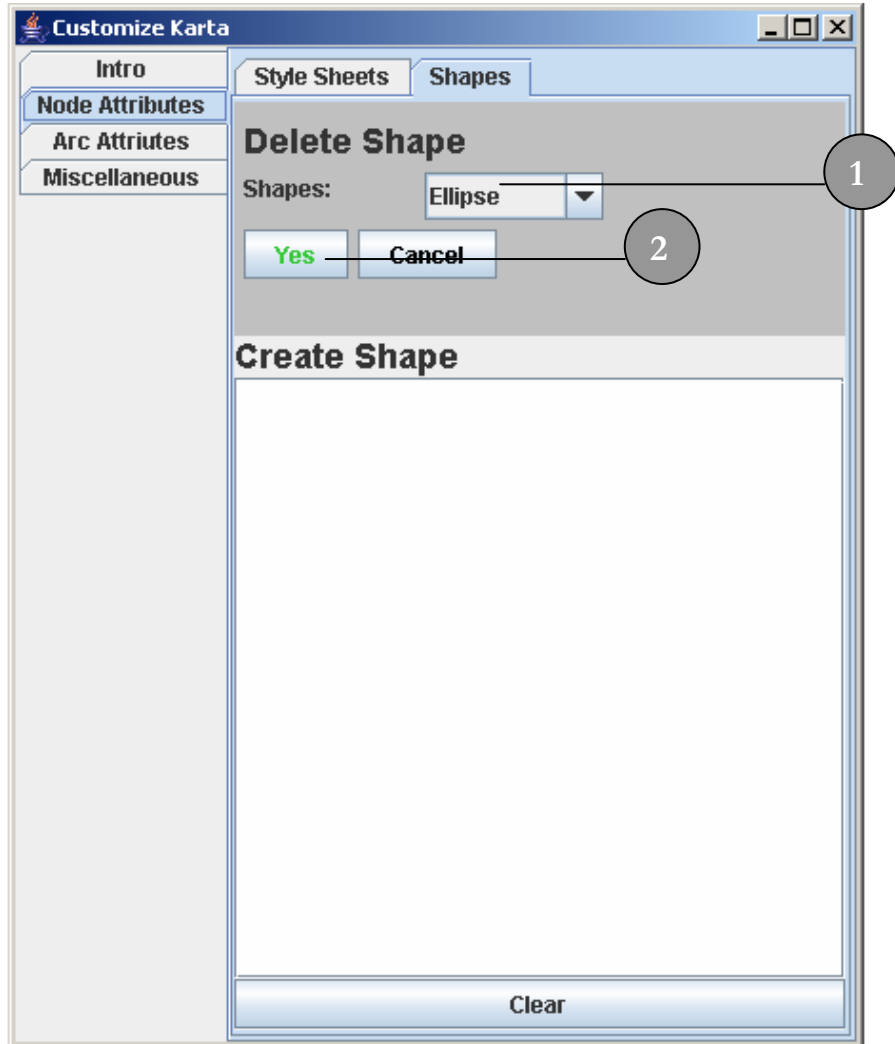 Customize Karta
Intro
Node Attributes
Arc Attriutes
Miscellaneous
Style Sheets
Shapes
Delete Shape
Shapes:
Ellipse
1
Yes
Cancel
2
Create Shape
Clear